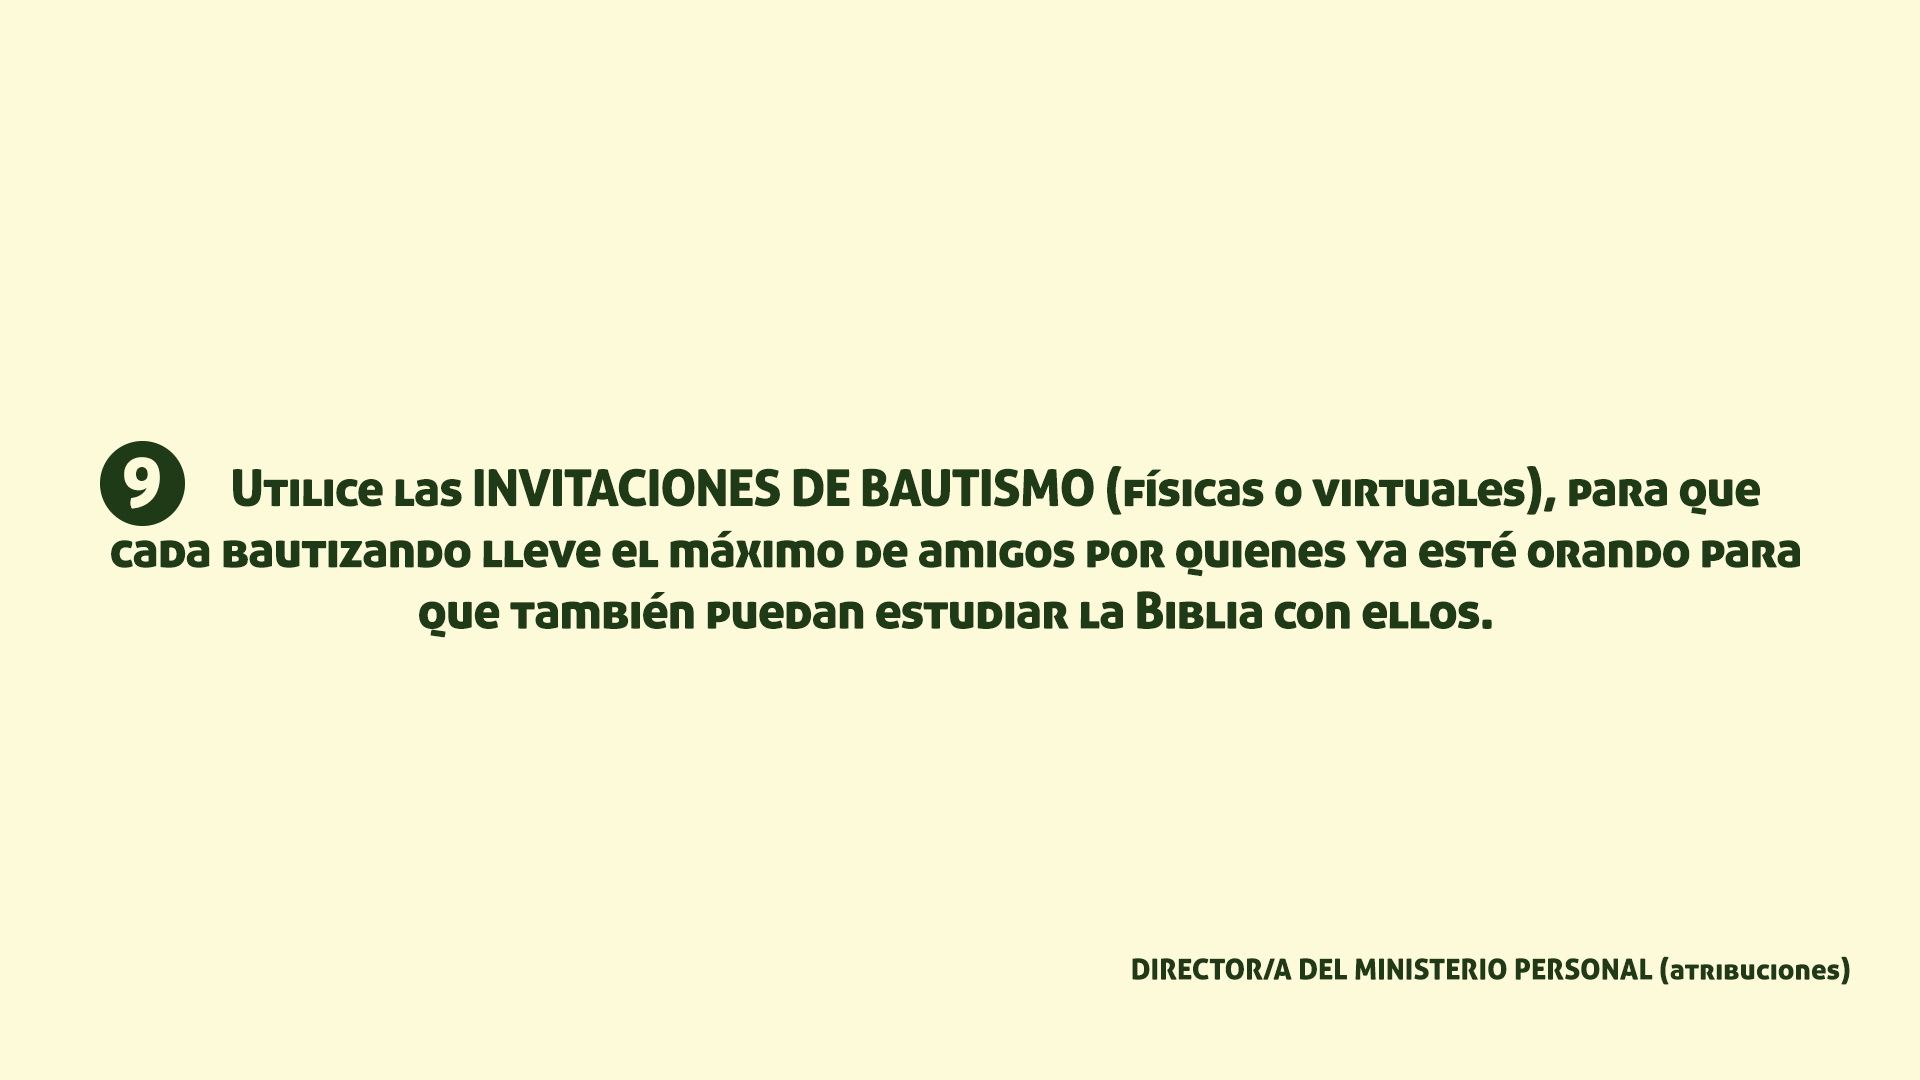 9 Utilice las INVITACIONES DE BAUTISMO (físicas o virtuales), para que
cada bautizando lleve el máximo de amigos por quienes ya esté orando para
que también puedan estudiar la Biblia con ellos.
DIRECTOR/A DEL MINISTERIO PERSONAL (atribuciones)